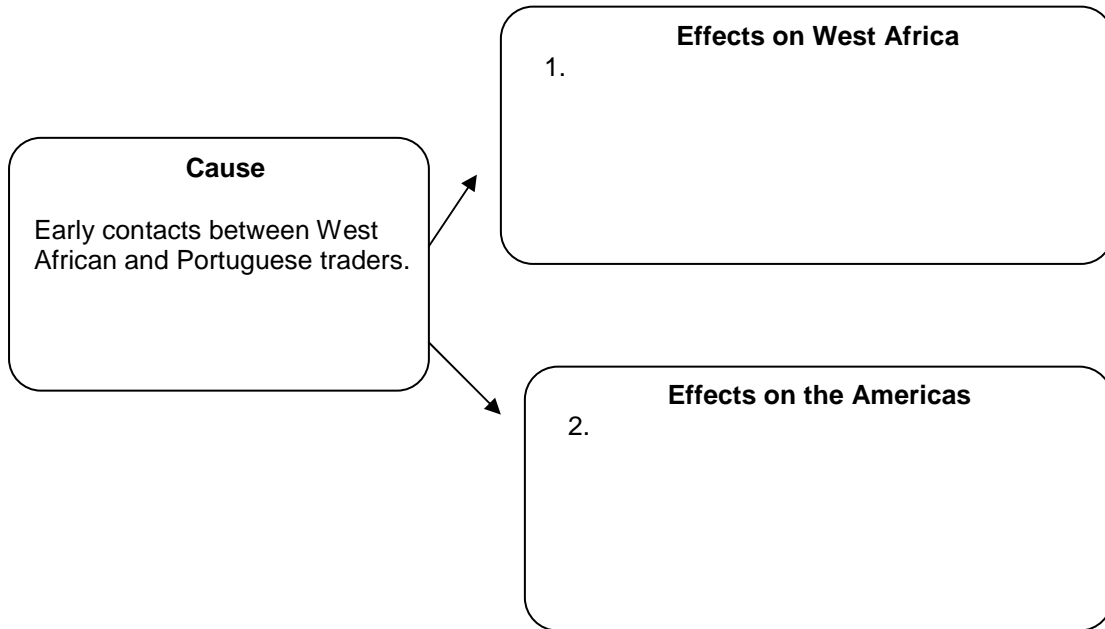 Effects on West Africa
1.
Cause
Early contacts between West
African and Portuguese traders.
Effects on the Americas
2.